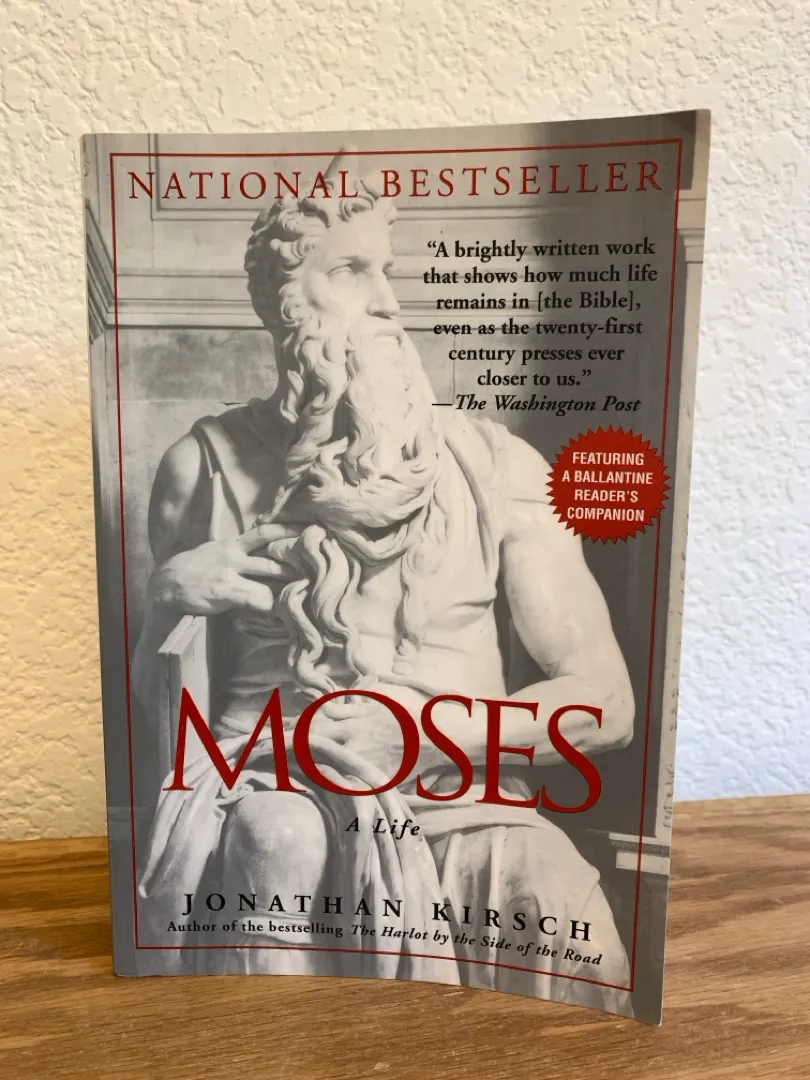 NATIONAL BESTSELLER
“A brightly written work
that shows how much life
remains in [the Bible],
even as the twenty-first
century presses ever
closer to us.”
—The Washington Post
FEATURING
A BALLANTINE
READER'S
COMPANION
MOSES
A Life
JONATHAN KIRSCH
Author of the bestselling The Harlot by the Side of the Road